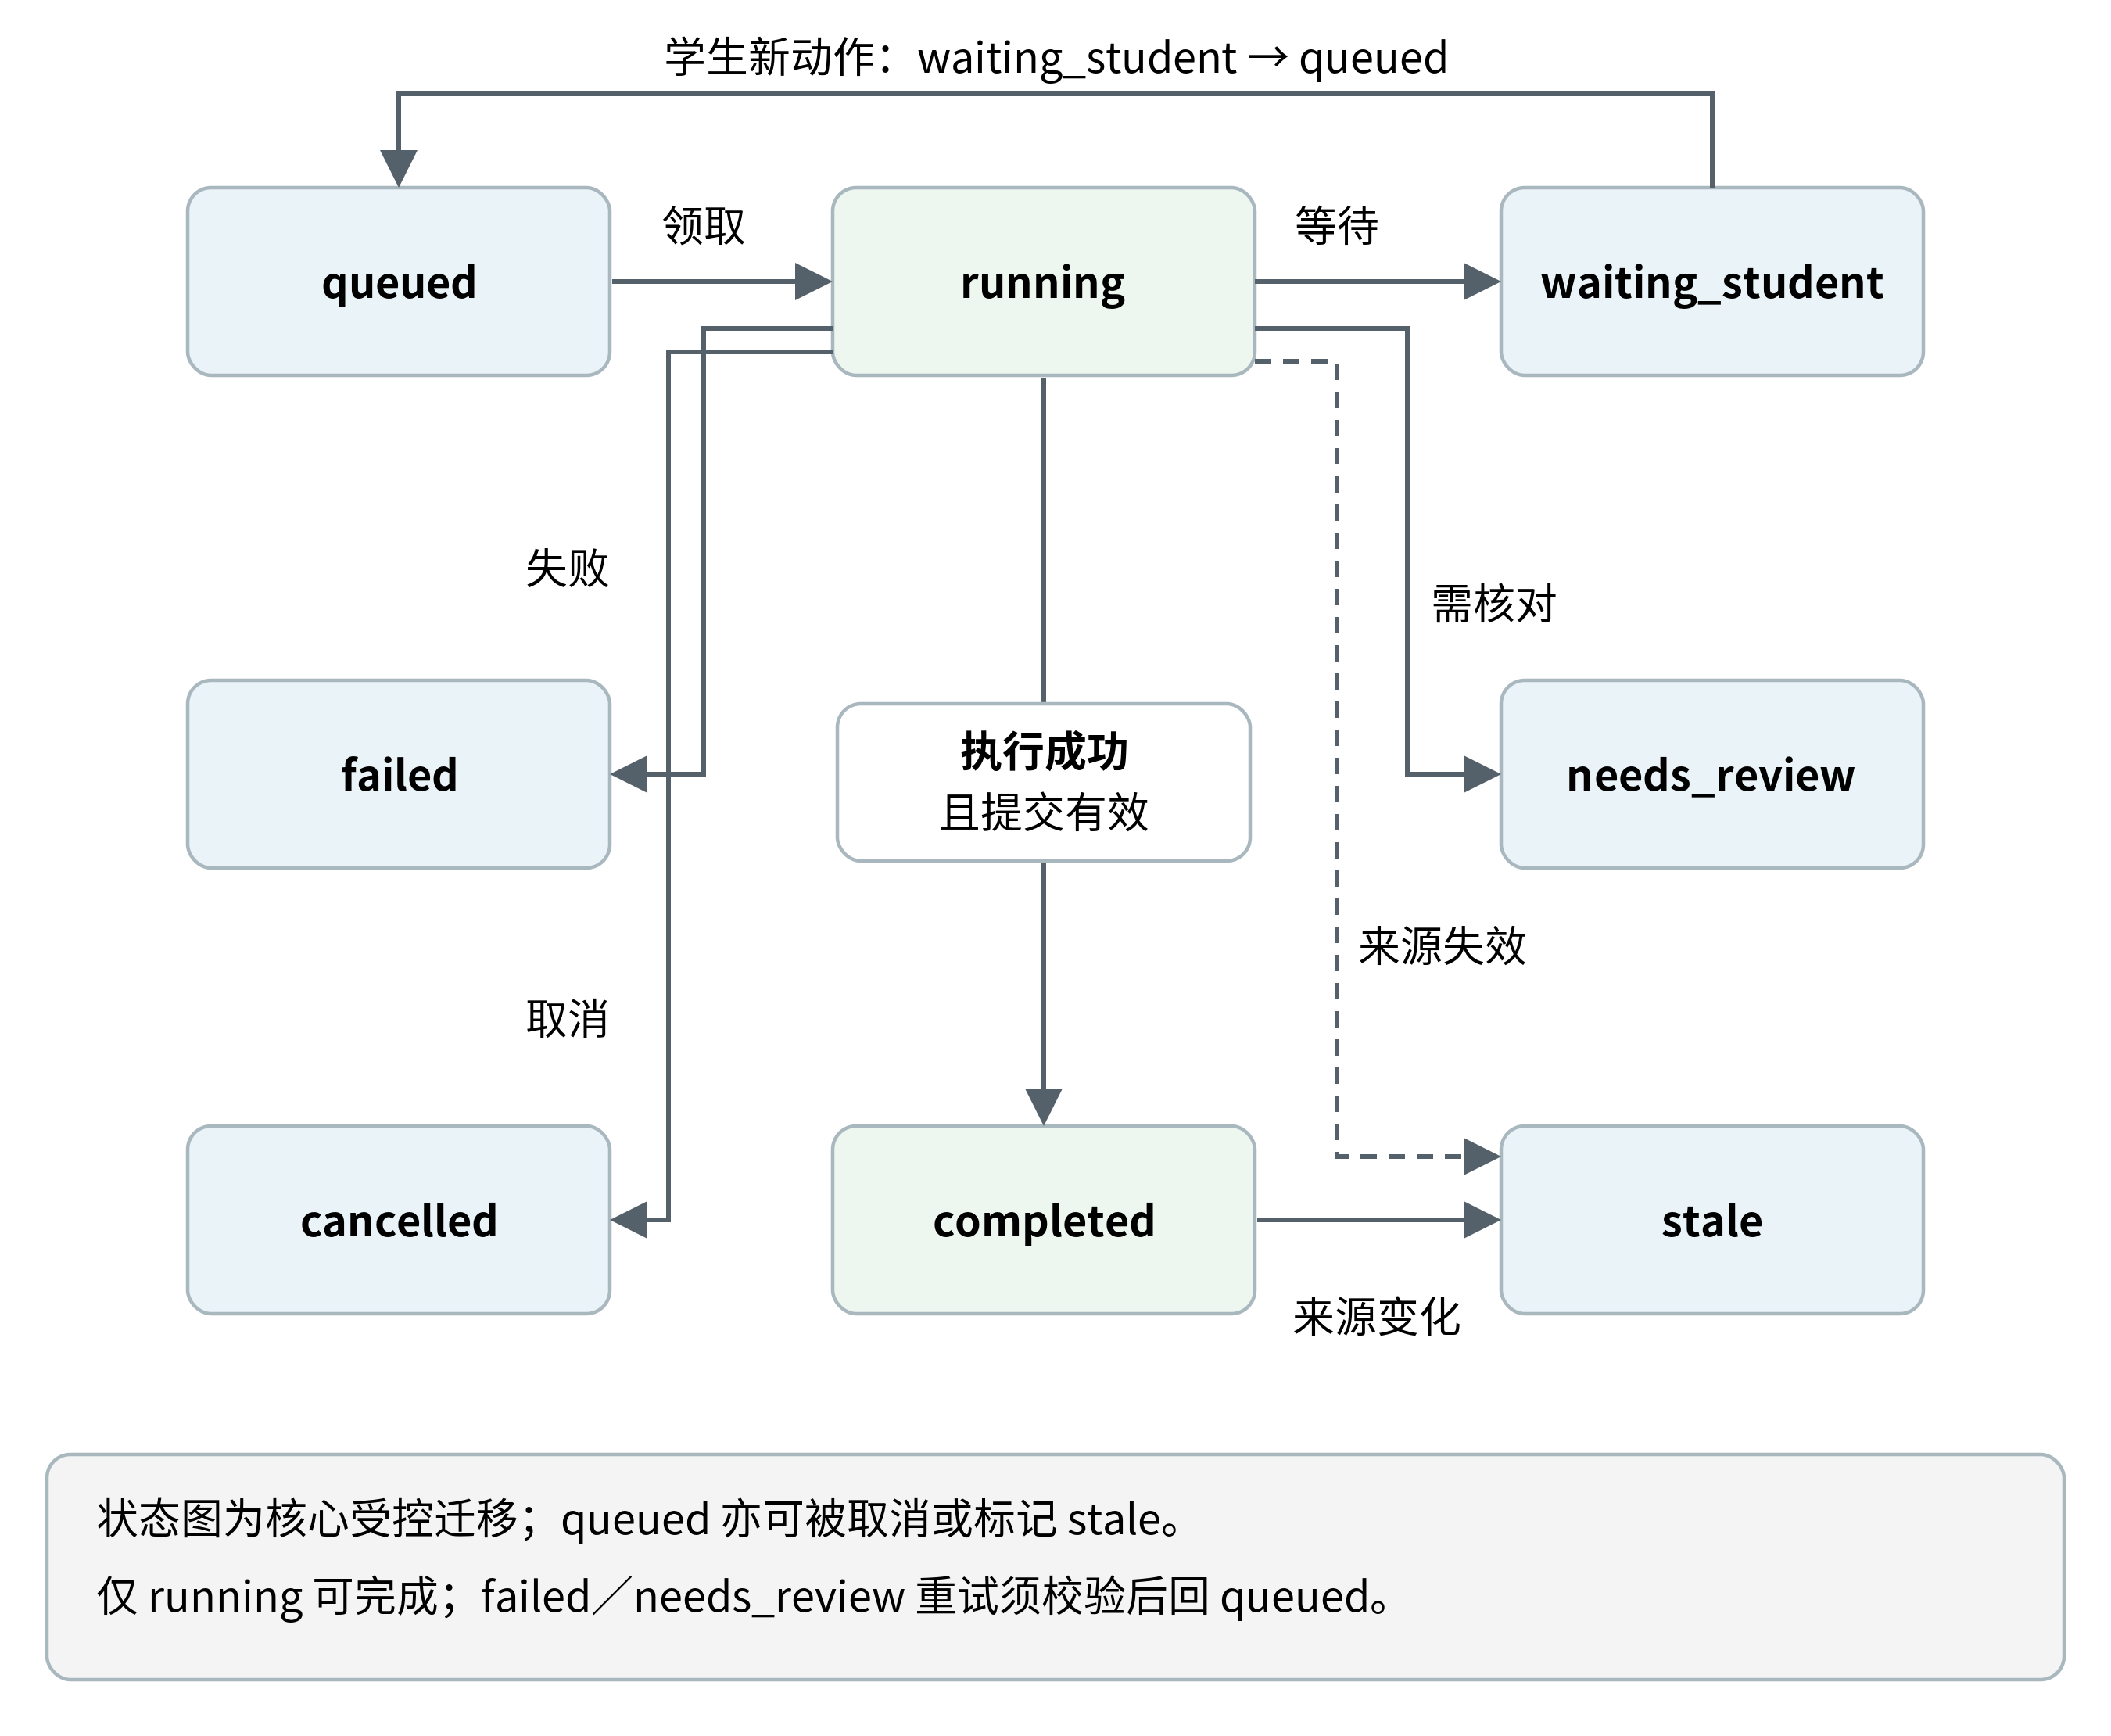 学生新动作：waiting_student → queued
领取
等待
queued
running
waiting_student
失败
需核对
failed
执行成功
且提交有效
needs_review
来源失效
取消
cancelled
completed
stale
来源变化
状态图为核心受控迁移；queued 亦可被取消或标记 stale。
仅 running 可完成；failed／needs_review 重试须校验后回 queued。